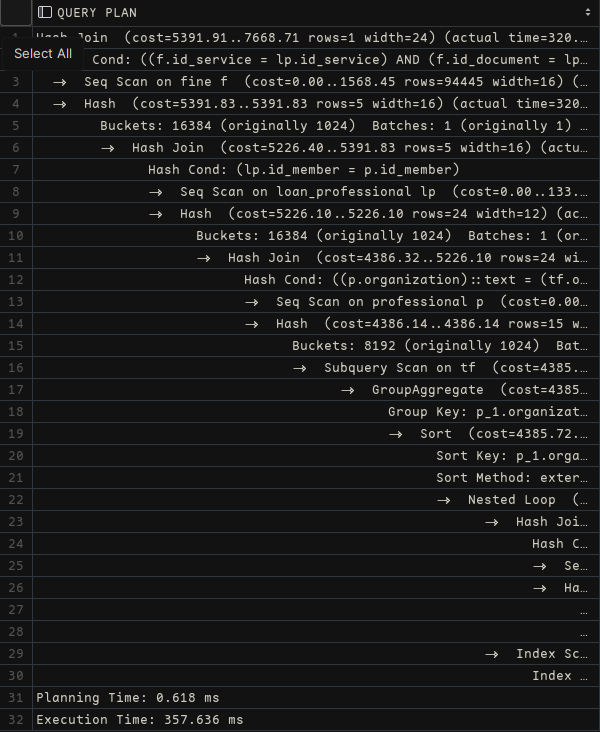 QUERY PLAN
1 Hash Join (cost=5391.91..7668.71 rows=1 width=24) (actual time=320.…
Select All
Cond: ((f.id_service = lp.id_service) AND (f.id_document = lp…
3 -> Seq Scan on fine f (cost=0.00..1568.45 rows=94445 width=16) (…
4 -> Hash (cost=5391.83..5391.83 rows=5 width=16) (actual time=320…
5 Buckets: 16384 (originally 1024) Batches: 1 (originally 1) …
6 -> Hash Join (cost=5226.40..5391.83 rows=5 width=16) (actu…
7 Hash Cond: (lp.id_member = p.id_member)
8 -> Seq Scan on loan_professional lp (cost=0.00..133.…
9 -> Hash (cost=5226.10..5226.10 rows=24 width=12) (ac…
10 Buckets: 16384 (originally 1024) Batches: 1 (or…
11 -> Hash Join (cost=4386.32..5226.10 rows=24 wi…
12 Hash Cond: ((p.organization)::text = (tf.o…
13 -> Seq Scan on professional p (cost=0.00…
14 -> Hash (cost=4386.14..4386.14 rows=15 w…
15 Buckets: 8192 (originally 1024) Bat…
16 -> Subquery Scan on tf (cost=4385.…
17 -> GroupAggregate (cost=4385…
18 Group Key: p_1.organizat…
19 -> Sort (cost=4385.72.…
20 Sort Key: p_1.orga…
21 Sort Method: exter…
22 -> Nested Loop (…
23 -> Hash Joi…
24 Hash C…
25 -> Se…
26 -> Ha…
27 …
28 …
29 -> Index Sc…
30 Index …
31 Planning Time: 0.618 ms
32 Execution Time: 357.636 ms